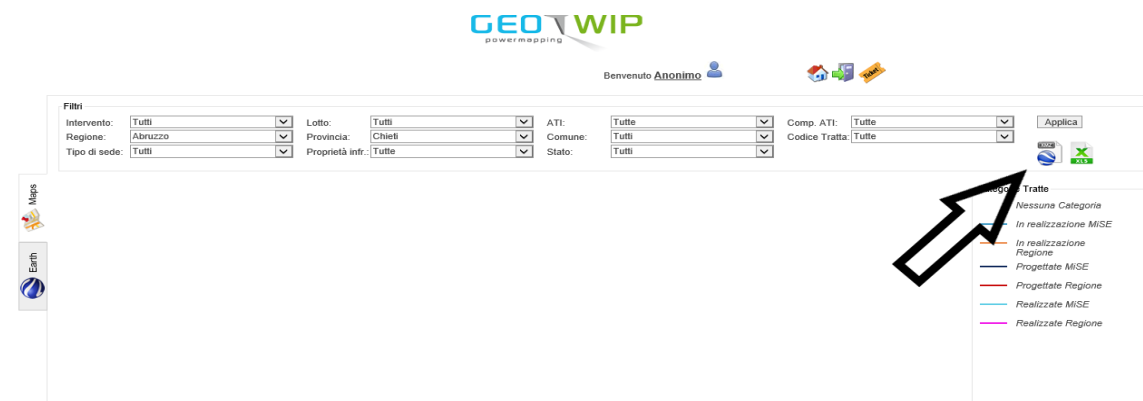 GEO WIP
powermapping
Benvenuto Anonimo
Ticket
Filtri
Intervento: Tutti Lotto: Tutti ATI: Tutte Comp. ATI: Tutte Applica
Regione: Abruzzo Provincia: Chieti Comune: Tutti Codice Tratta: Tutte
Tipo di sede: Tutti Proprietà infr.: Tutte Stato: Tutti
KMZ XLS
Maps
Earth
Tratte
Nessuna Categoria
In realizzazione MiSE
In realizzazione
Regione
Progettate MiSE
Progettate Regione
Realizzate MiSE
Realizzate Regione